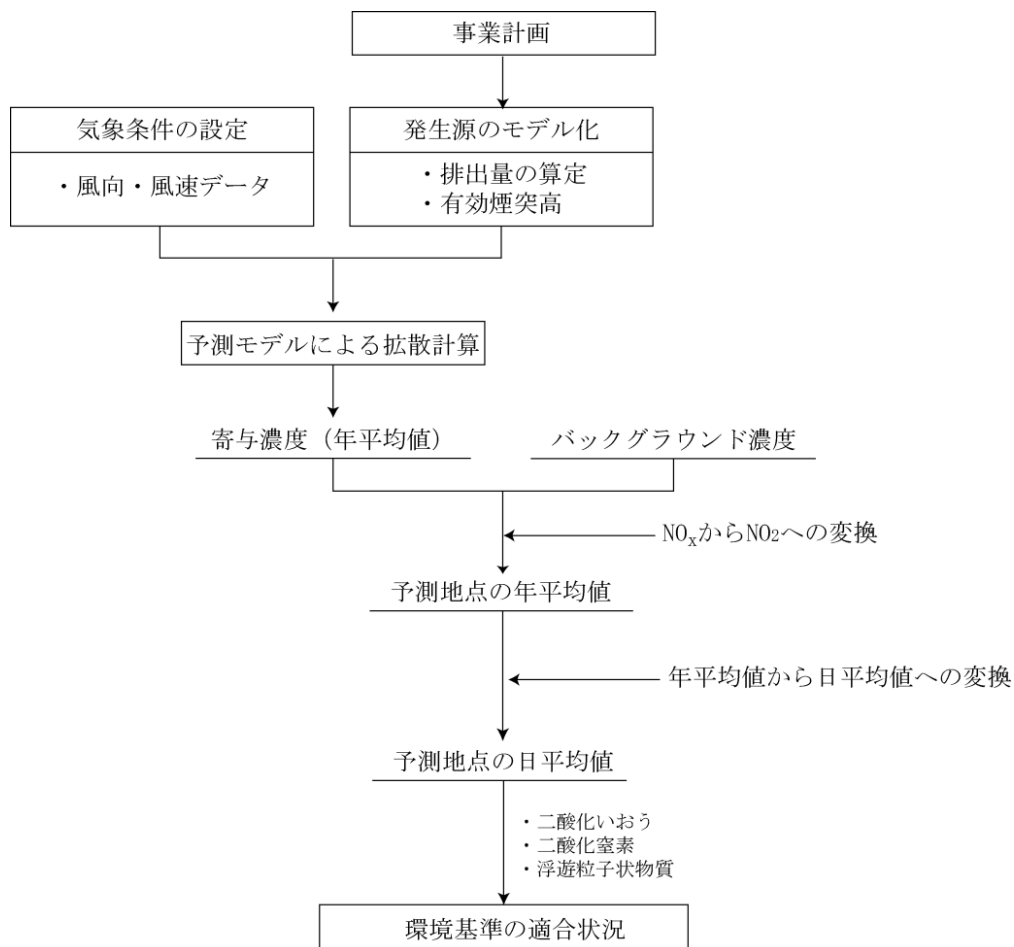 事業計画
気象条件の設定
・風向・風速データ
発生源のモデル化
・排出量の算定
・有効煙突高
予測モデルによる拡散計算
寄与濃度（年平均値）
バックグラウンド濃度
NOxからNO2への変換
予測地点の年平均値
年平均値から日平均値への変換
予測地点の日平均値
・二酸化いおう
・二酸化窒素
・浮遊粒子状物質
環境基準の適合状況